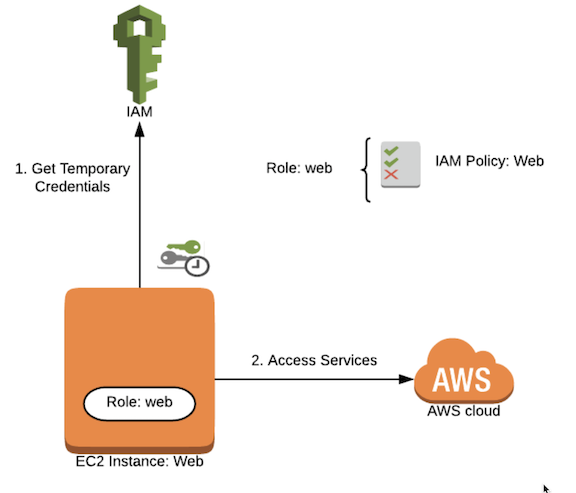 IAM
1. Get Temporary
Credentials
Role: web
IAM Policy: Web
Role: web
EC2 Instance: Web
2. Access Services
AWS
AWS cloud